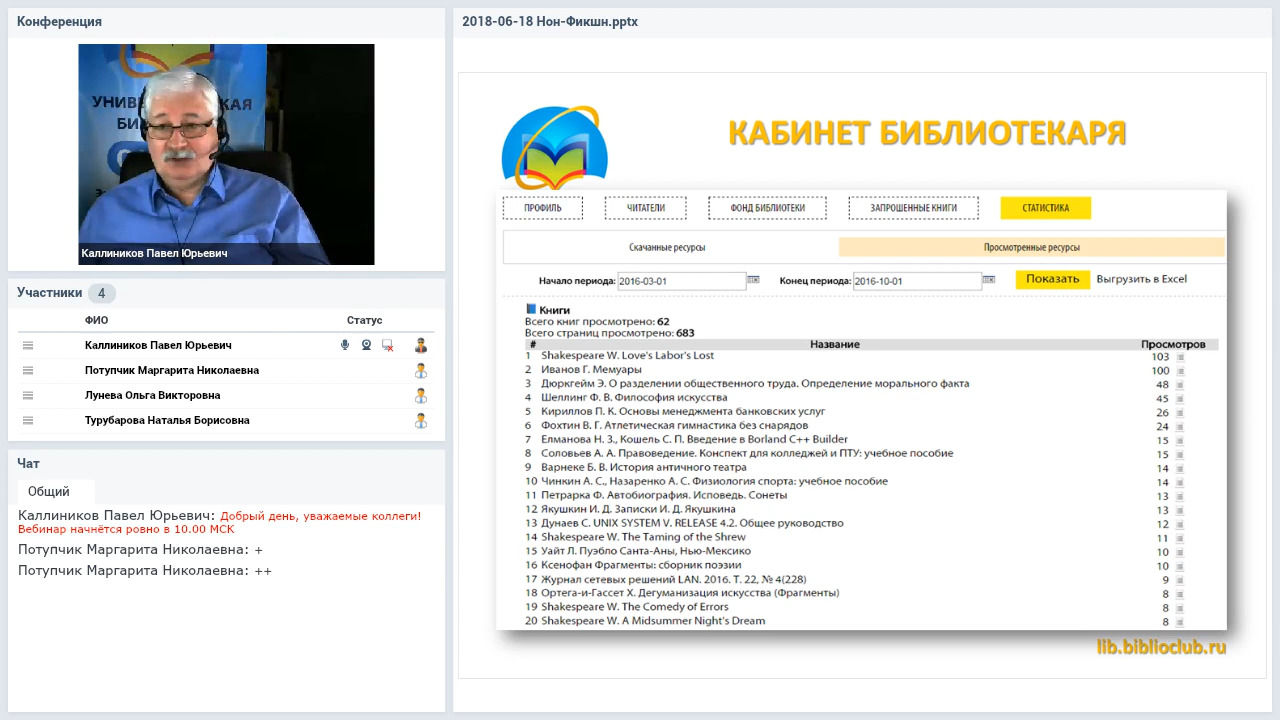 Конференция
УНИВЕ
КАЯ
БИ
Каллиников Павел Юрьевич
Участники 4
ФИО Статус
Каллиников Павел Юрьевич
Потупчик Маргарита Николаевна
Лунева Ольга Викторовна
Турубарова Наталья Борисовна
Чат
Общий
Каллиников Павел Юрьевич: Добрый день, уважаемые коллеги!
Вебинар начнётся ровно в 10.00 МСК
Потупчик Маргарита Николаевна: +
Потупчик Маргарита Николаевна: ++
2018-06-18 Нон-Фикшн.pptx
КАБИНЕТ БИБЛИОТЕКАРЯ
ПРОФИЛЬ ЧИТАТЕЛИ ФОНД БИБЛИОТЕКИ ЗАПРОШЕННЫЕ КНИГИ СТАТИСТИКА
Скачанные ресурсы Просмотренные ресурсы
Начало периода: 2016-03-01 Конец периода: 2016-10-01 Показать Выгрузить в Excel
Книги
Всего книг просмотрено: 62
Всего страниц просмотрено: 683
# Название Просмотров
1 Shakespeare W. Love's Labor's Lost 103
2 Иванов Г. Мемуары 100
3 Дюркгейм Э. О разделении общественного труда. Определение морального факта 48
4 Шеллинг Ф. В. Философия искусства 45
5 Кириллов П. К. Основы менеджмента банковских услуг 26
6 Фохтин В. Г. Атлетическая гимнастика без снарядов 24
7 Елманова Н. З., Кошель С. П. Введение в Borland C++ Builder 15
8 Соловьев А. А. Правоведение. Конспект для колледжей и ПТУ: учебное пособие 15
9 Варнеке Б. В. История античного театра 14
10 Чинкин А. С., Назаренко А. С. Физиология спорта: учебное пособие 14
11 Петрарка Ф. Автобиография. Исповедь. Сонеты 13
12 Якушкин И. Д. Записки И. Д. Якушкина 13
13 Дунаев С. UNIX SYSTEM V. RELEASE 4.2. Общее руководство 12
14 Shakespeare W. The Taming of the Shrew 11
15 Уайт Л. Пуэбло Санта-Аны, Нью-Мексико 10
16 Ксенофан Фрагменты: сборник поэзии 10
17 Журнал сетевых решений LAN. 2016. Т. 22, № 4(228) 9
18 Ортега-и-Гассет Х. Дегуманизация искусства (Фрагменты) 8
19 Shakespeare W. The Comedy of Errors 8
20 Shakespeare W. A Midsummer Night's Dream 8
lib.biblioclub.ru